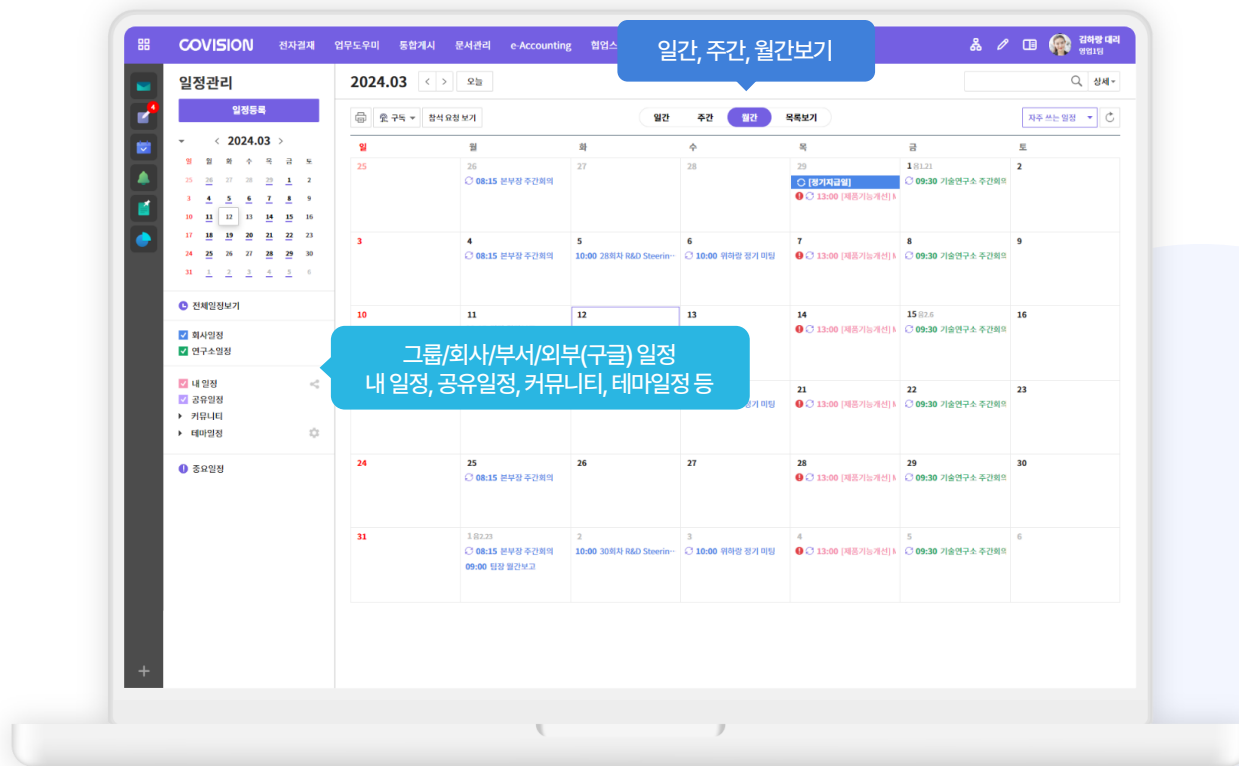 COVISION 전자결재 업무도우미 통합게시 문서관리 e-Accounting 협업스
김하랑 대리
영업1팀
일간, 주간, 월간보기
일정관리
2024.03 < > 오늘
상세
4
일정등록
구독 참석 요청 보기
일간 주간 월간 목록보기
자주 쓰는 일정
< 2024.03 >
일 월 화 수 목 금 토
25 26 27 28 29 1 2
3 4 5 6 7 8 9
10 11 12 13 14 15 16
17 18 19 20 21 22 23
24 25 26 27 28 29 30
31 1 2 3 4 5 6
전체일정보기
회사일정
연구소일정
내 일정
공유일정
커뮤니티
테마일정
중요일정
일 월 화 수 목 금 토
25 26 27 28 29 1 음1.21 2
08:15 본부장 주간회의
[정기지급일]
09:30 기술연구소 주간회의
13:00 [제품기능개선]
3 4 5 6 7 8 9
08:15 본부장 주간회의 10:00 28회차 R&D Steerin··· 10:00 위하랑 정기 미팅 13:00 [제품기능개선] 09:30 기술연구소 주간회의
10 11 12 13 14 15 음2.6 16
13:00 [제품기능개선] 09:30 기술연구소 주간회의
그룹/회사/부서/외부(구글) 일정
내 일정, 공유일정, 커뮤니티, 테마일정 등
21 22 23
정기 미팅 13:00 [제품기능개선] 09:30 기술연구소 주간회의
24 25 26 27 28 29 30
08:15 본부장 주간회의 13:00 [제품기능개선] 09:30 기술연구소 주간회의
31 1 음2.23 2 3 4 5 6
08:15 본부장 주간회의 10:00 30회차 R&D Steerin··· 10:00 위하랑 정기 미팅 13:00 [제품기능개선] 09:30 기술연구소 주간회의
09:00 팀장 월간보고